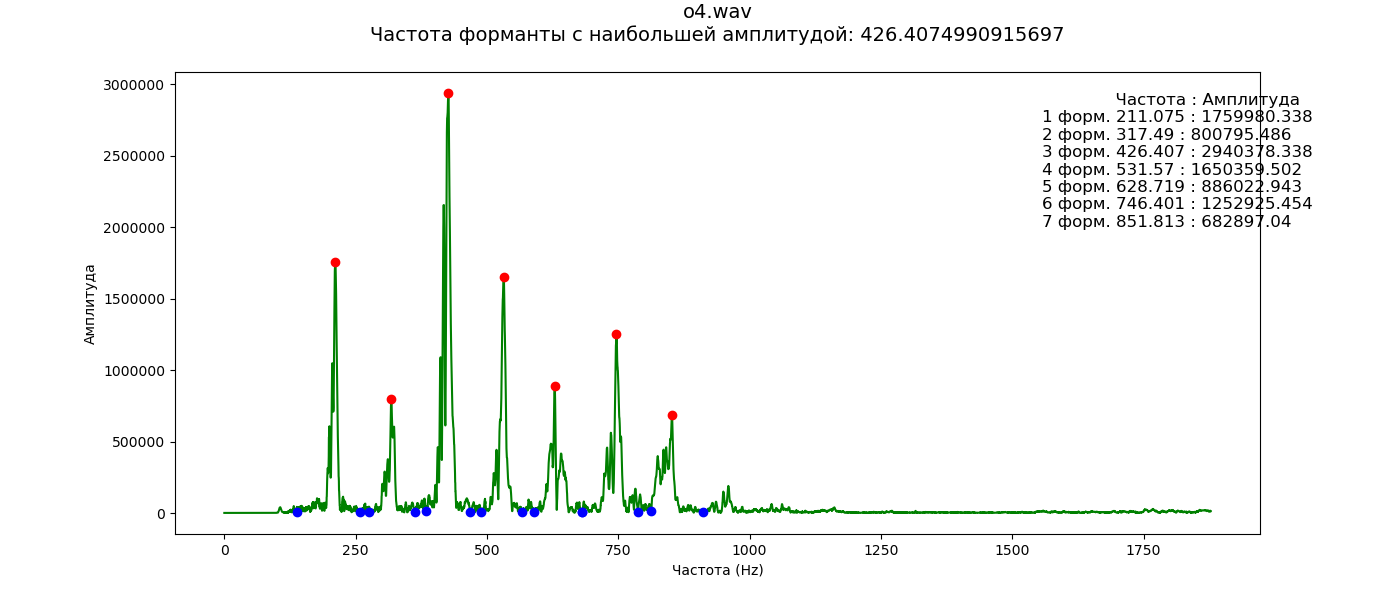 o4.wav
Частота форманты с наибольшей амплитудой: 426.4074990915697
Частота : Амплитуда
1 форм. 211.075 : 1759980.338
2 форм. 317.49 : 800795.486
3 форм. 426.407 : 2940378.338
4 форм. 531.57 : 1650359.502
5 форм. 628.719 : 886022.943
6 форм. 746.401 : 1252925.454
7 форм. 851.813 : 682897.04
3000000
2500000
2000000
1500000
1000000
500000
0
Амплитуда
0 250 500 750 1000 1250 1500 1750
Частота (Hz)